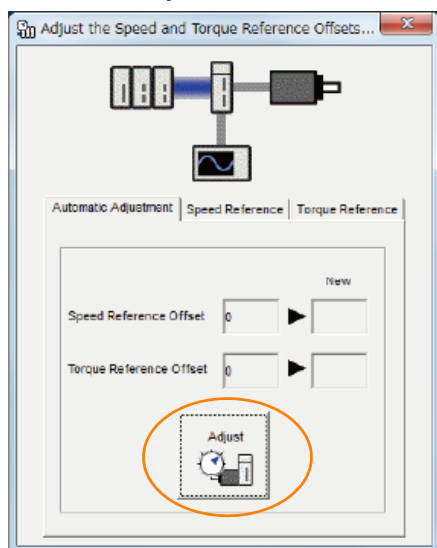 Adjust the Speed and Torque Reference Offsets...
Automatic Adjustment
Speed Reference
Torque Reference
New
Speed Reference Offset
0
Torque Reference Offset
0
Adjust